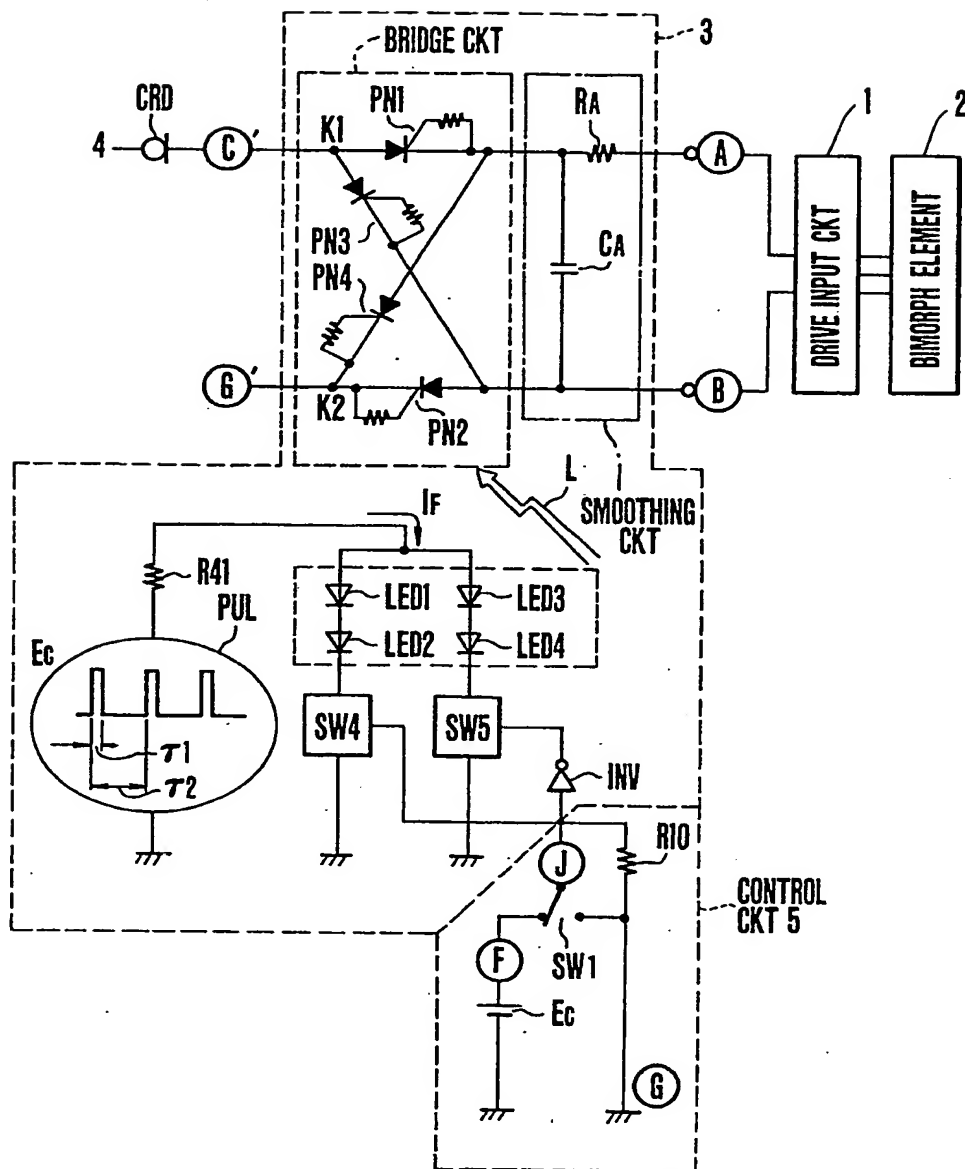 3
BRIDGE CKT
CRD
4
C'
K1
PN1
RA
A
1
2
PN3
PN4
CA
DRIVE INPUT CKT
BIMORPH ELEMENT
G'
K2
PN2
B
L
SMOOTHING
CKT
IF
R41
PUL
LED1
LED3
LED2
LED4
EC
SW4
SW5
τ1
τ2
INV
R10
J
CONTROL
CKT 5
SW1
F
EC
G